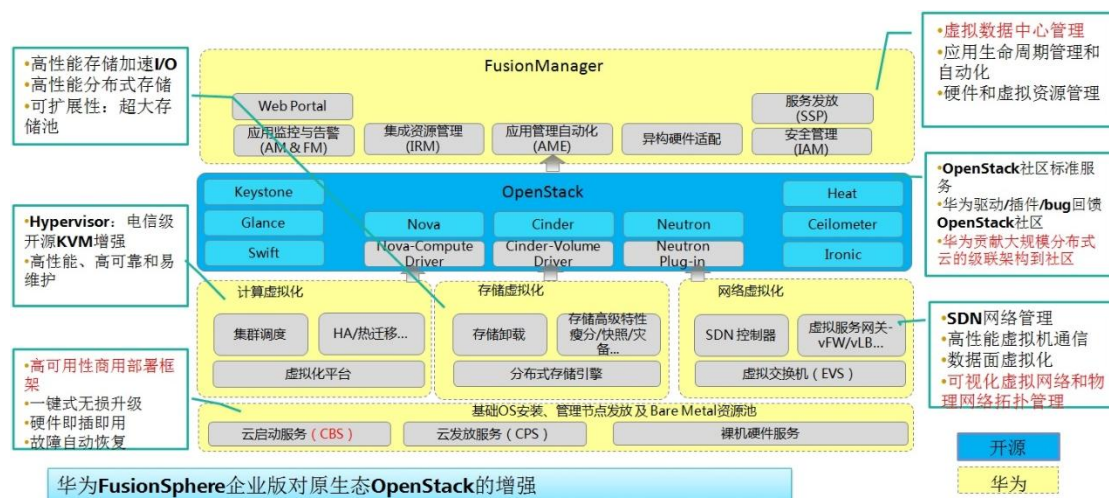 •高性能存储加速I/O
•高性能分布式存储
•可扩展性：超大存
储池
•Hypervisor：电信级
开源KVM增强
•高性能、高可靠和易
维护
•高可用性商用部署框
架
•一键式无损升级
•硬件即插即用
•故障自动恢复
FusionManager
Web Portal
服务发放
(SSP)
应用监控与告警
(AM & FM)
集成资源管理
(IRM)
应用管理自动化
(AME)
异构硬件适配
安全管理
(IAM)
OpenStack
Keystone
Heat
Glance
Nova
Cinder
Neutron
Ceilometer
Swift
Nova-Compute
Driver
Cinder-Volume
Driver
Neutron
Plug-in
Ironic
计算虚拟化
集群调度
HA/热迁移...
虚拟化平台
存储虚拟化
存储卸载
存储高级特性
瘦分/快照/灾
备...
分布式存储引擎
网络虚拟化
SDN 控制器
虚拟服务网关-
vFW/vLB...
虚拟交换机（EVS）
基础OS安装、管理节点发放 及 Bare Metal资源池
云启动服务（CBS）
云发放服务（CPS）
裸机硬件服务
•虚拟数据中心管理
•应用生命周期管理和
自动化
•硬件和虚拟资源管理
•OpenStack社区标准服
务
•华为驱动/插件/bug回馈
OpenStack社区
•华为贡献大规模分布式
云的级联架构到社区
•SDN网络管理
•高性能虚拟机通信
•数据面虚拟化
•可视化虚拟网络和物
理网络拓扑管理
开源
华为
华为FusionSphere企业版对原生态OpenStack的增强